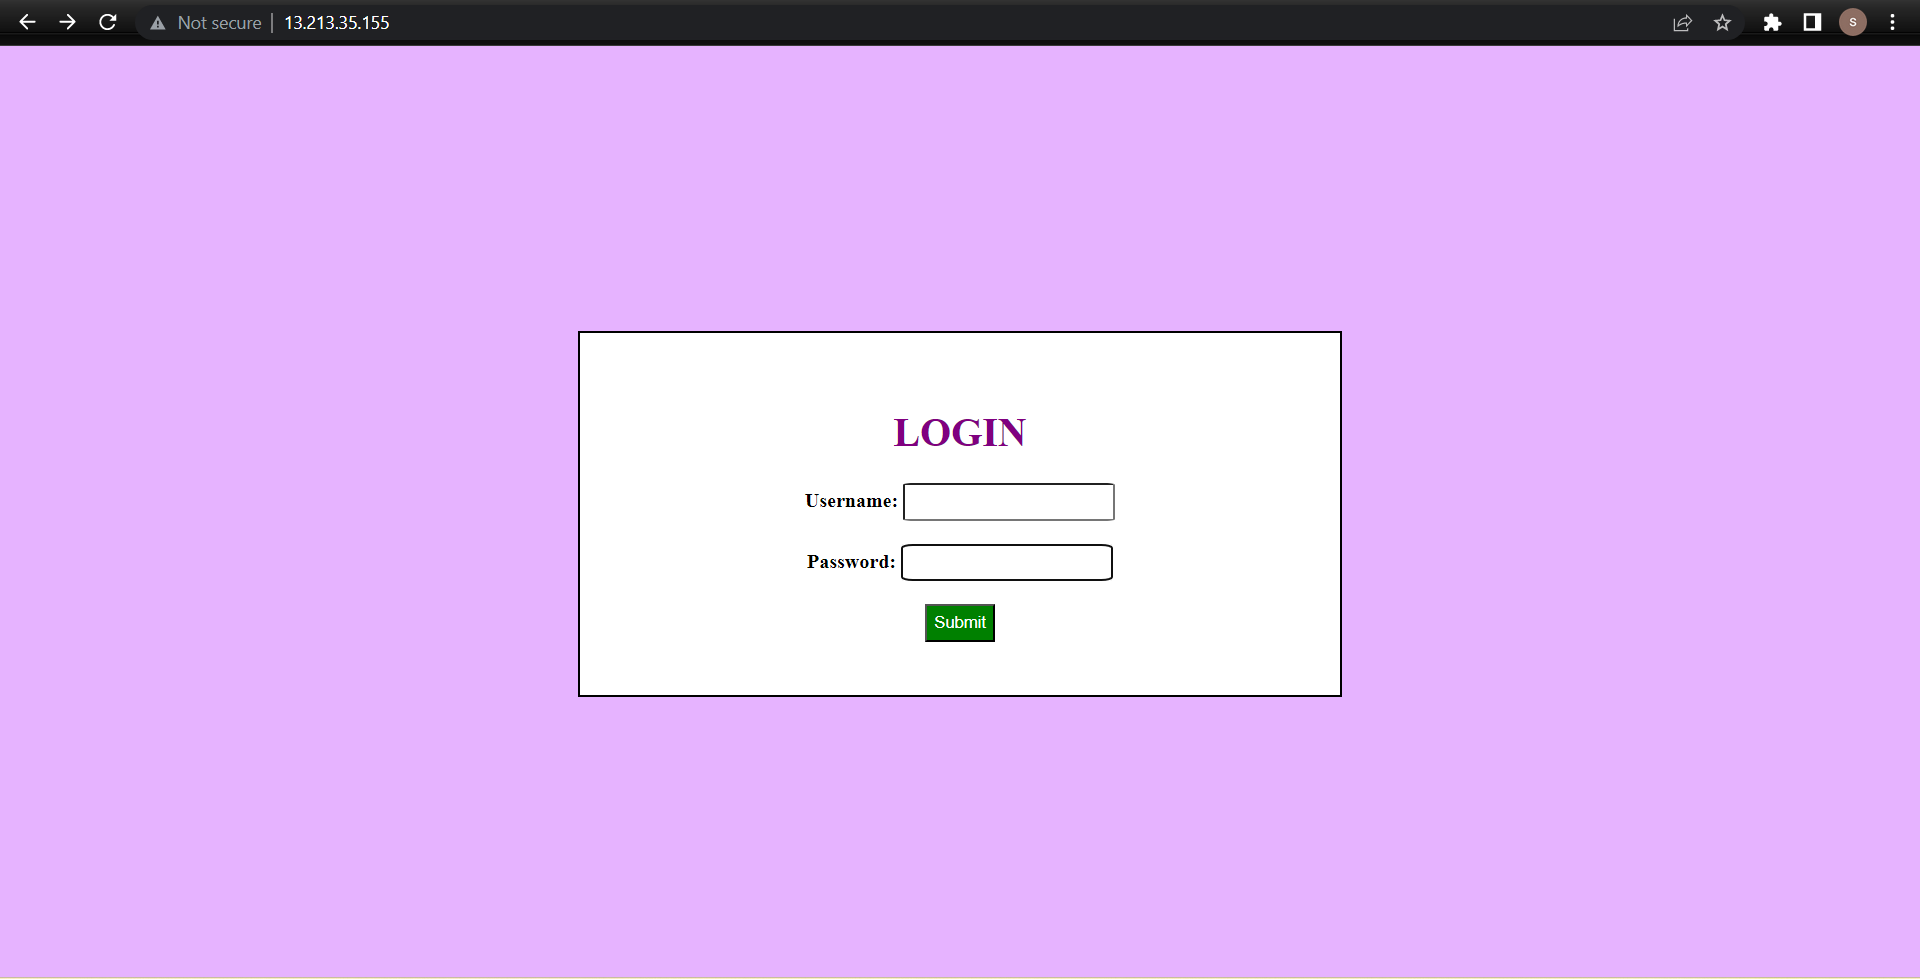 Not secure | 13.213.35.155
S
LOGIN
Username:
Password:
Submit